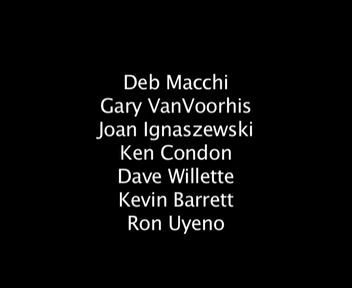 Deb Macchi
Gary VanVoorhis
Joan Ignaszewski
Ken Condon
Dave Willette
Kevin Barrett
Ron Uyeno